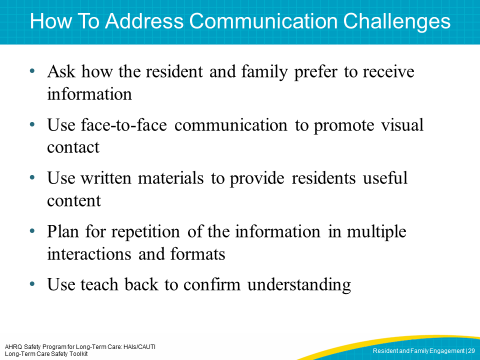 How To Address Communication Challenges
• Ask how the resident and family prefer to receive
information
• Use face-to-face communication to promote visual
contact
• Use written materials to provide residents useful
content
• Plan for repetition of the information in multiple
interactions and formats
• Use teach back to confirm understanding
AHRQ Safety Program for Long-Term Care: HAIs/CAUTI
Long-Term Care Safety Toolkit
Resident and Family Engagement | 29